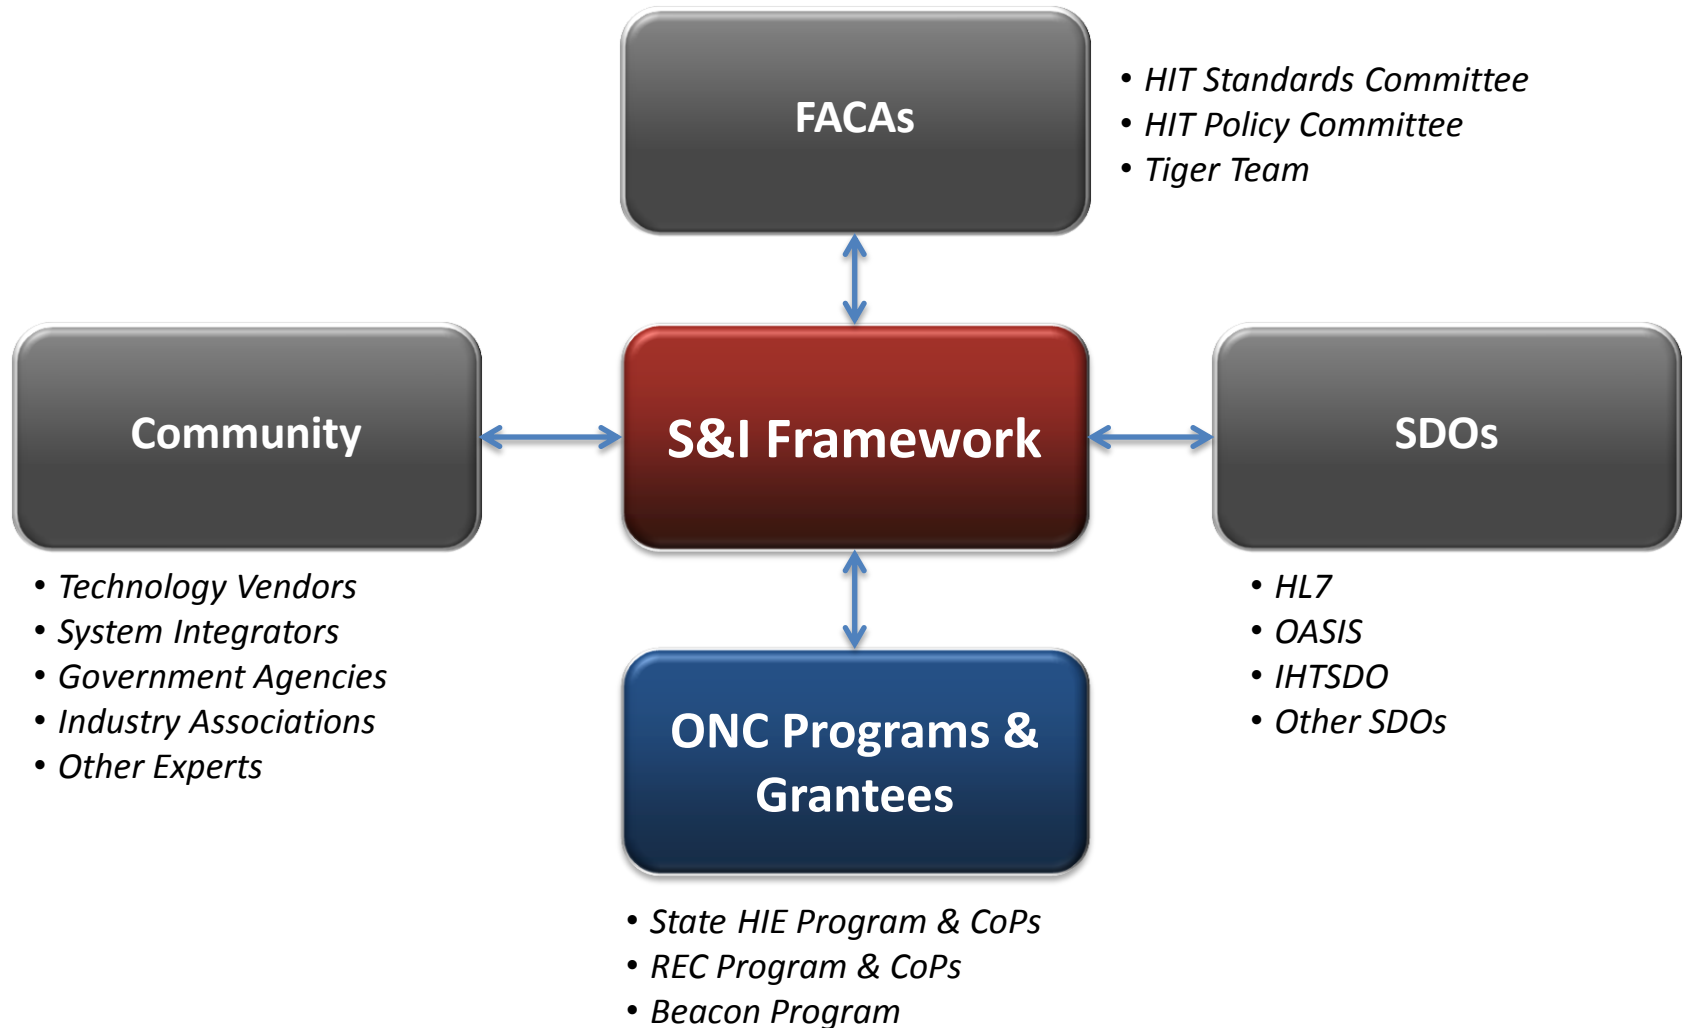 FACAs
• HIT Standards Committee
• HIT Policy Committee
• Tiger Team
Community
S&I Framework
SDOs
• Technology Vendors
• System Integrators
• Government Agencies
• Industry Associations
• Other Experts
• HL7
• OASIS
• IHTSDO
• Other SDOs
ONC Programs &
Grantees
• State HIE Program & CoPs
• REC Program & CoPs
• Beacon Program